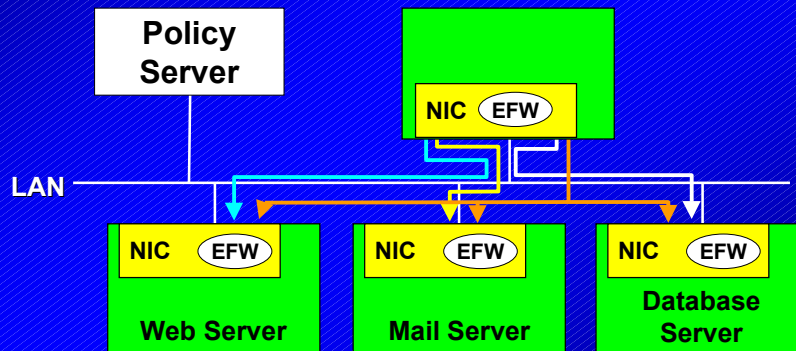 Policy
Server
NIC EFW
LAN
NIC EFW
Web Server
NIC EFW
Mail Server
NIC EFW
Database
Server